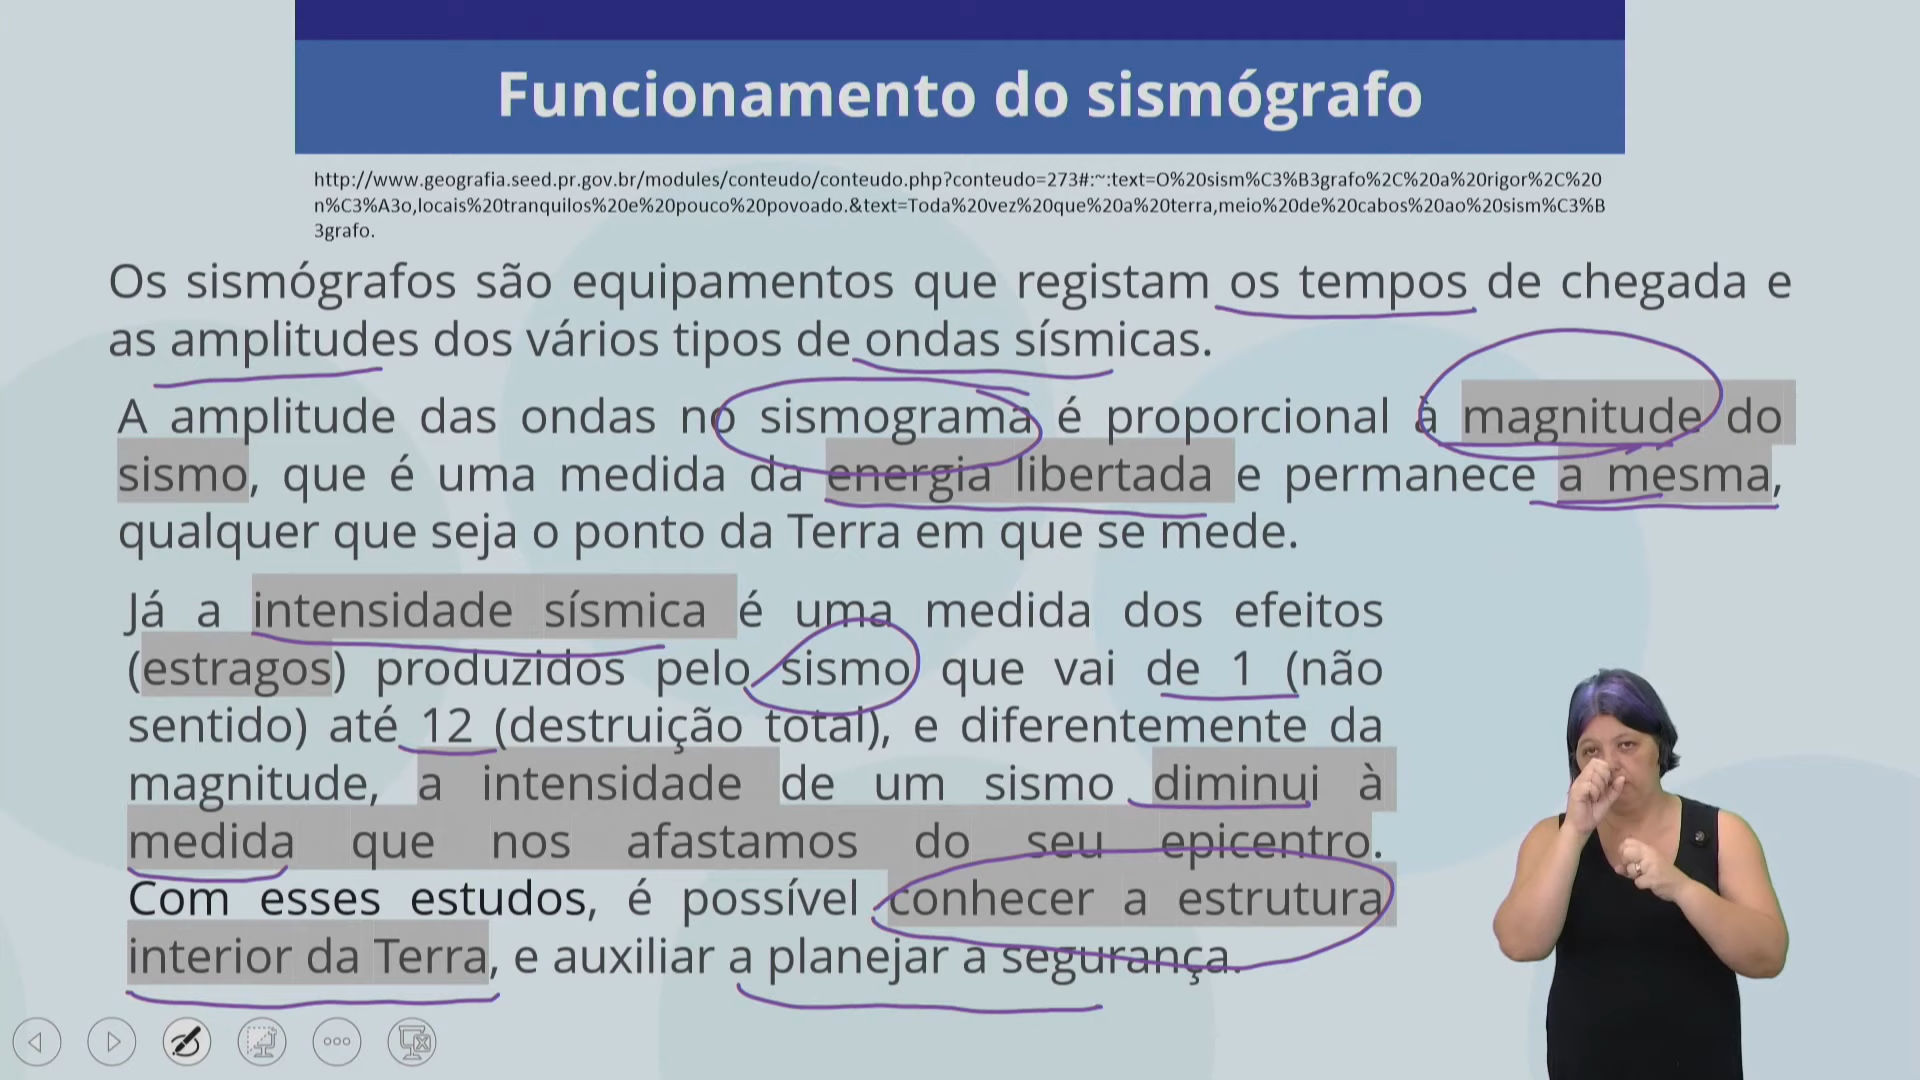 Funcionamento do sismógrafo
http://www.geografia.seed.pr.gov.br/modules/conteudo/conteudo.php?conteudo=273#:~:text=O%20sism%C3%B3grafo%2C%20a%20rigor%2C%20
n%C3%A3o,locais%20tranquilos%20e%20pouco%20povoado.&text=Toda%20vez%20que%20a%20terra,meio%20de%20cabos%20ao%20sism%C3%B
3grafo.
Os sismógrafos são equipamentos que registam os tempos de chegada e
as amplitudes dos vários tipos de ondas sísmicas.
A amplitude das ondas no sismograma é proporcional à magnitude do
sismo, que é uma medida da energia libertada e permanece a mesma,
qualquer que seja o ponto da Terra em que se mede.
Já a intensidade sísmica é uma medida dos efeitos
(estragos) produzidos pelo sismo que vai de 1 (não
sentido) até 12 (destruição total), e diferentemente da
magnitude, a intensidade de um sismo diminui à
medida que nos afastamos do seu epicentro.
Com esses estudos, é possível conhecer a estrutura
interior da Terra, e auxiliar a planejar a segurança.